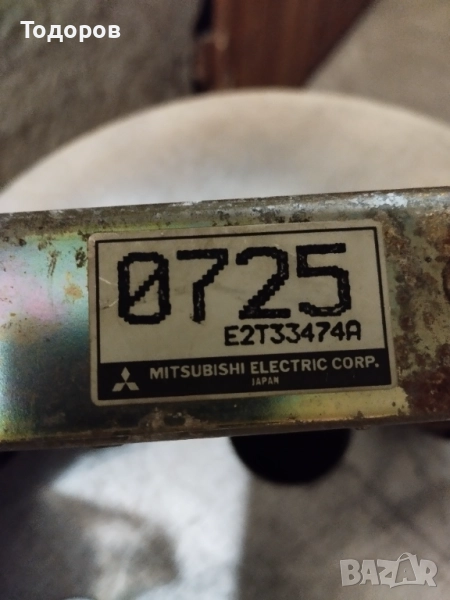 Тодоров
0725
E2T33474A
MITSUBISHI ELECTRIC CORP.
JAPAN
BAZAR